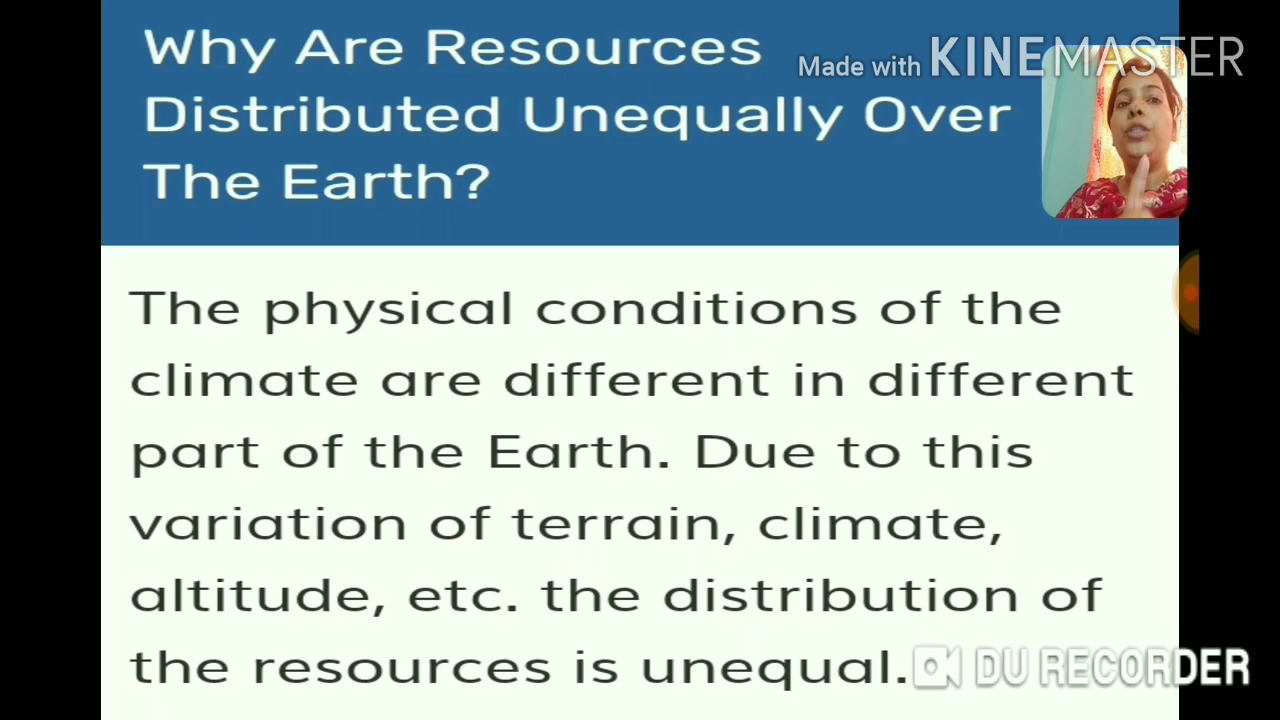 Why Are Resources
Distributed Unequally Over
The Earth?
Made with KINEMASTER
The physical conditions of the
climate are different in different
part of the Earth. Due to this
variation of terrain, climate,
altitude, etc. the distribution of
the resources is unequal.
DU RECORDER